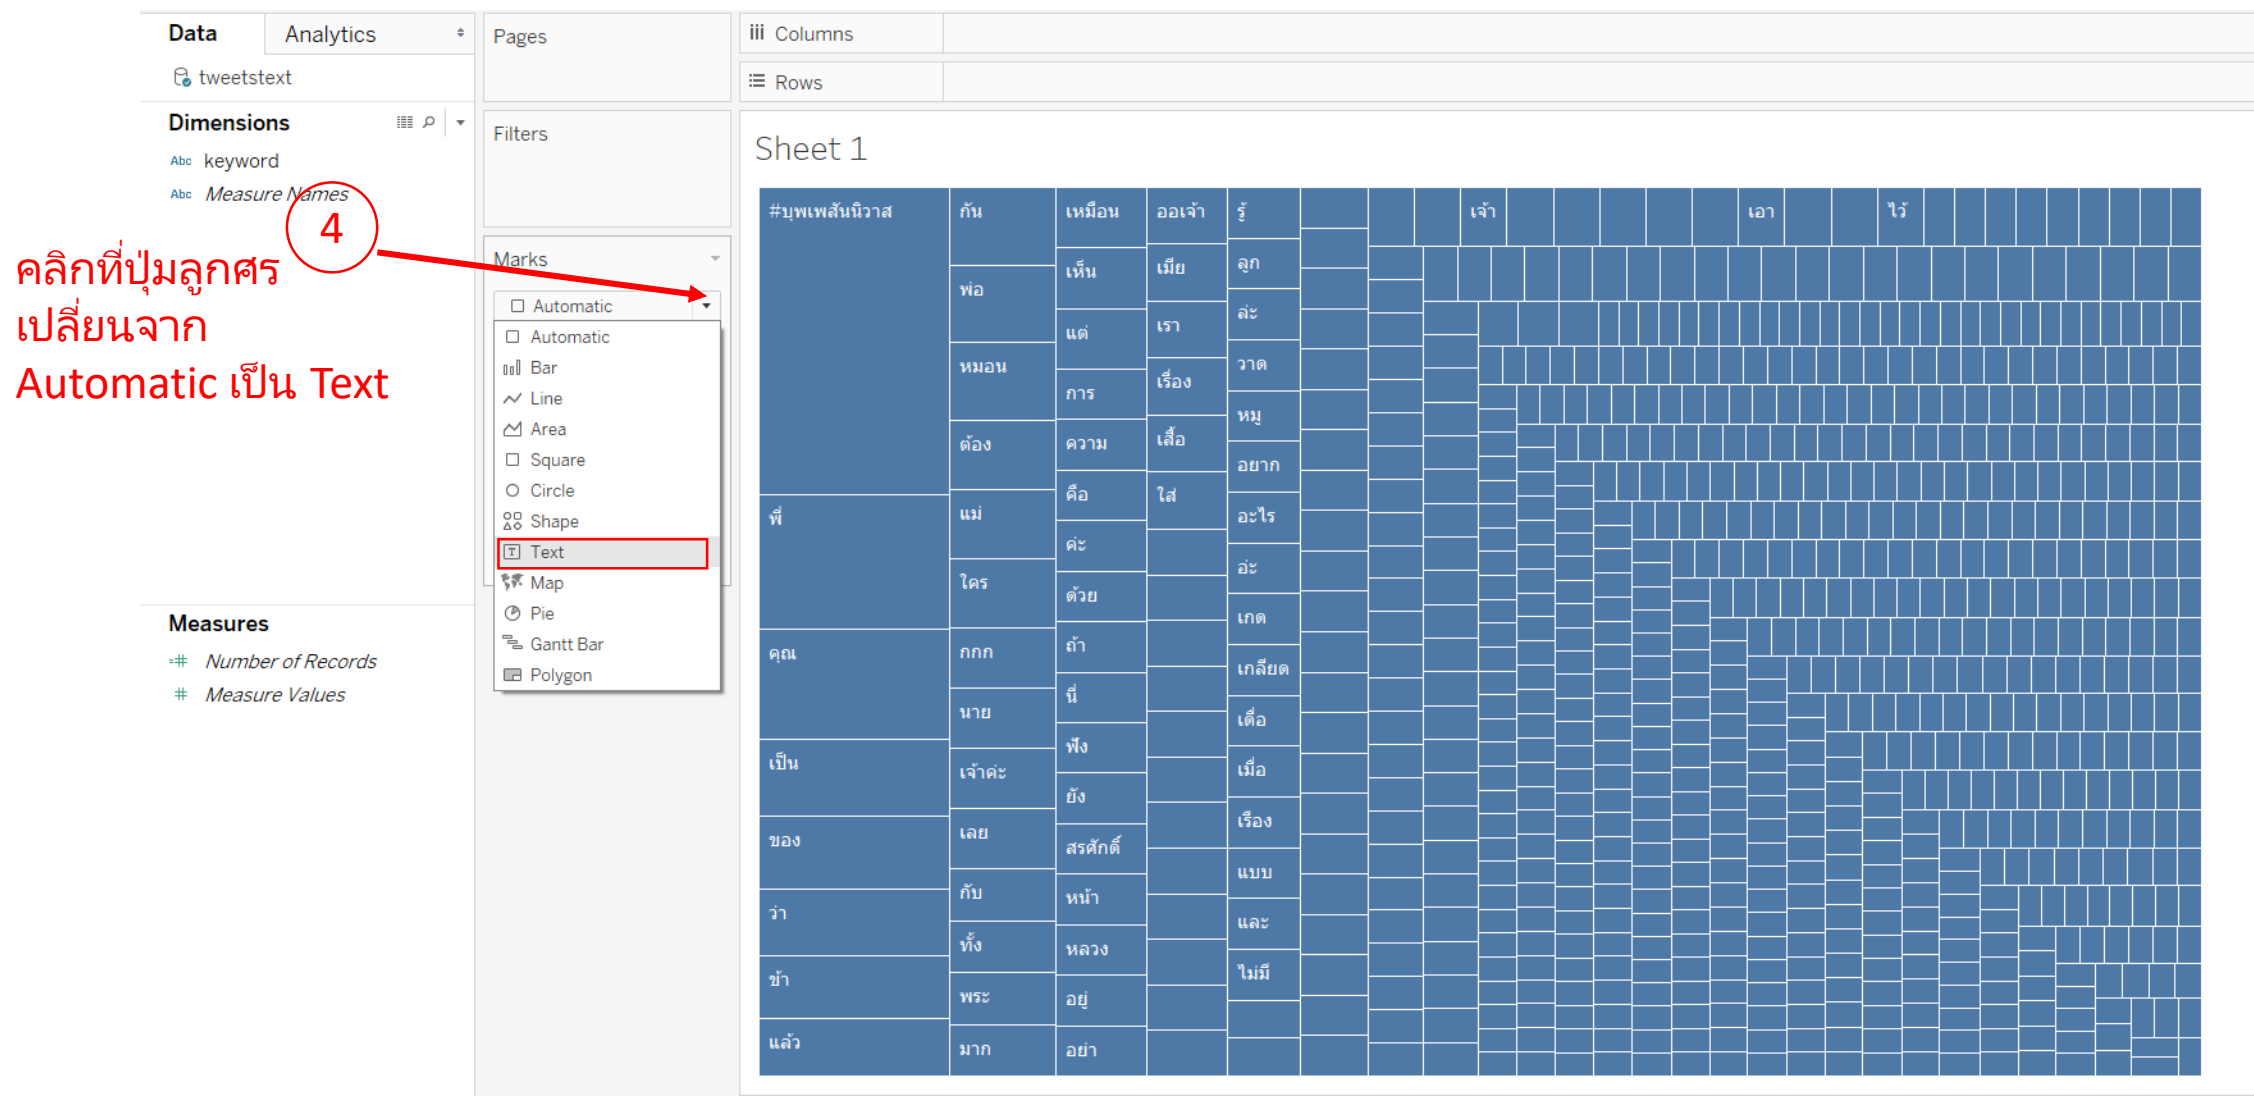 Data
Analytics
tweetstext
Dimensions
Abc keyword
Abc Measure Names
4
คลิกที่ปุ่มลูกศร
เปลี่ยนจาก
Automatic เป็น Text
Measures
=# Number of Records
# Measure Values
Pages
Filters
Marks
Automatic
Automatic
Bar
Line
Area
Square
Circle
Shape
Text
Map
Pie
Gantt Bar
Polygon
iii Columns
Rows
Sheet 1
#บุพเพสันนิวาส
พี่
คุณ
เป็น
ของ
ว่า
ข้า
แล้ว
กัน
พ่อ
หมอน
ต้อง
แม่
ใคร
กกก
นาย
เจ้าค่ะ
เลย
กับ
ทั้ง
พระ
มาก
เหมือน
เห็น
แต่
การ
ความ
คือ
ค่ะ
ด้วย
ถ้า
นี่
ฟัง
ยัง
สรศักดิ์
หน้า
หลวง
อยู่
อย่า
ออเจ้า
เมีย
เรา
เรื่อง
เสื้อ
ใส่
รู้
ลูก
ล่ะ
วาด
หมู
อยาก
อะไร
อ่ะ
เกด
เกลียด
เดื่อ
เมื่อ
เรือง
แบบ
และ
ไม่มี
เจ้า
เอา
ไว้